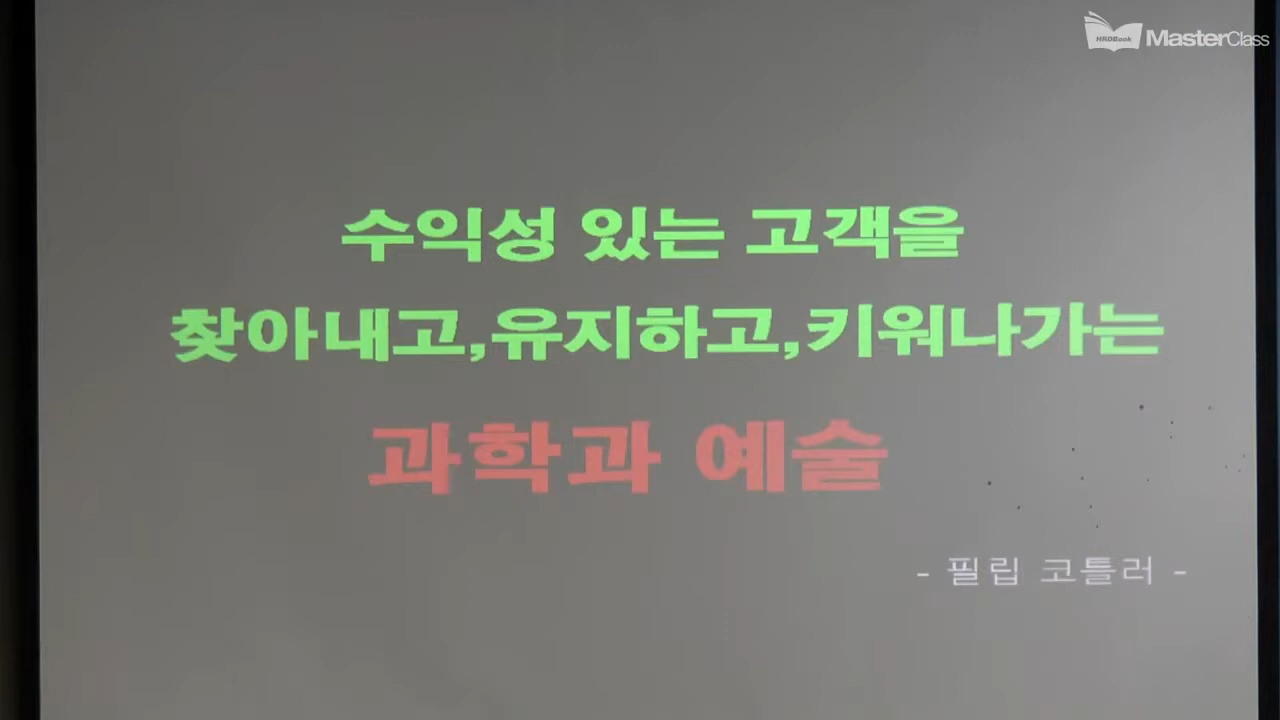 HRDBook MasterClass
수익성 있는 고객을
찾아내고,유지하고,키워나가는
과학과 예술
- 필립 코틀러 -